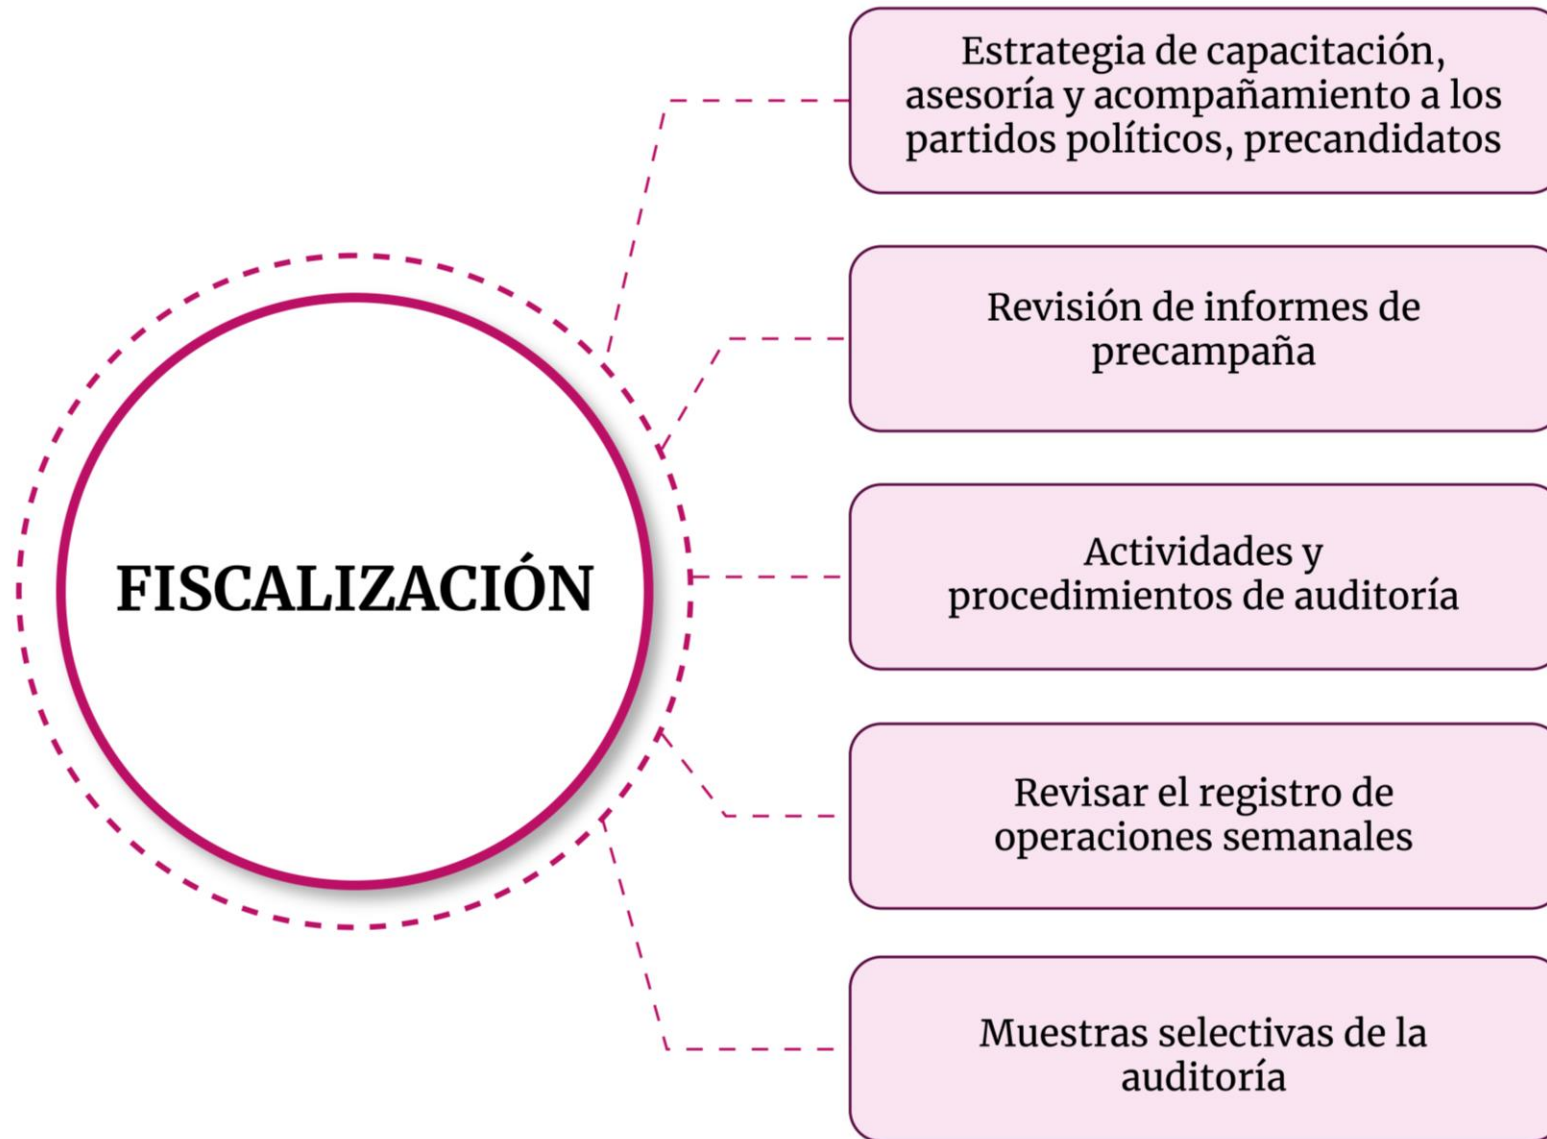 Estrategia de capacitación,
asesoría y acompañamiento a los
partidos políticos, precandidatos
Revisión de informes de
precampaña
FISCALIZACIÓN
Actividades y
procedimientos de auditoría
Revisar el registro de
operaciones semanales
Muestras selectivas de la
auditoría